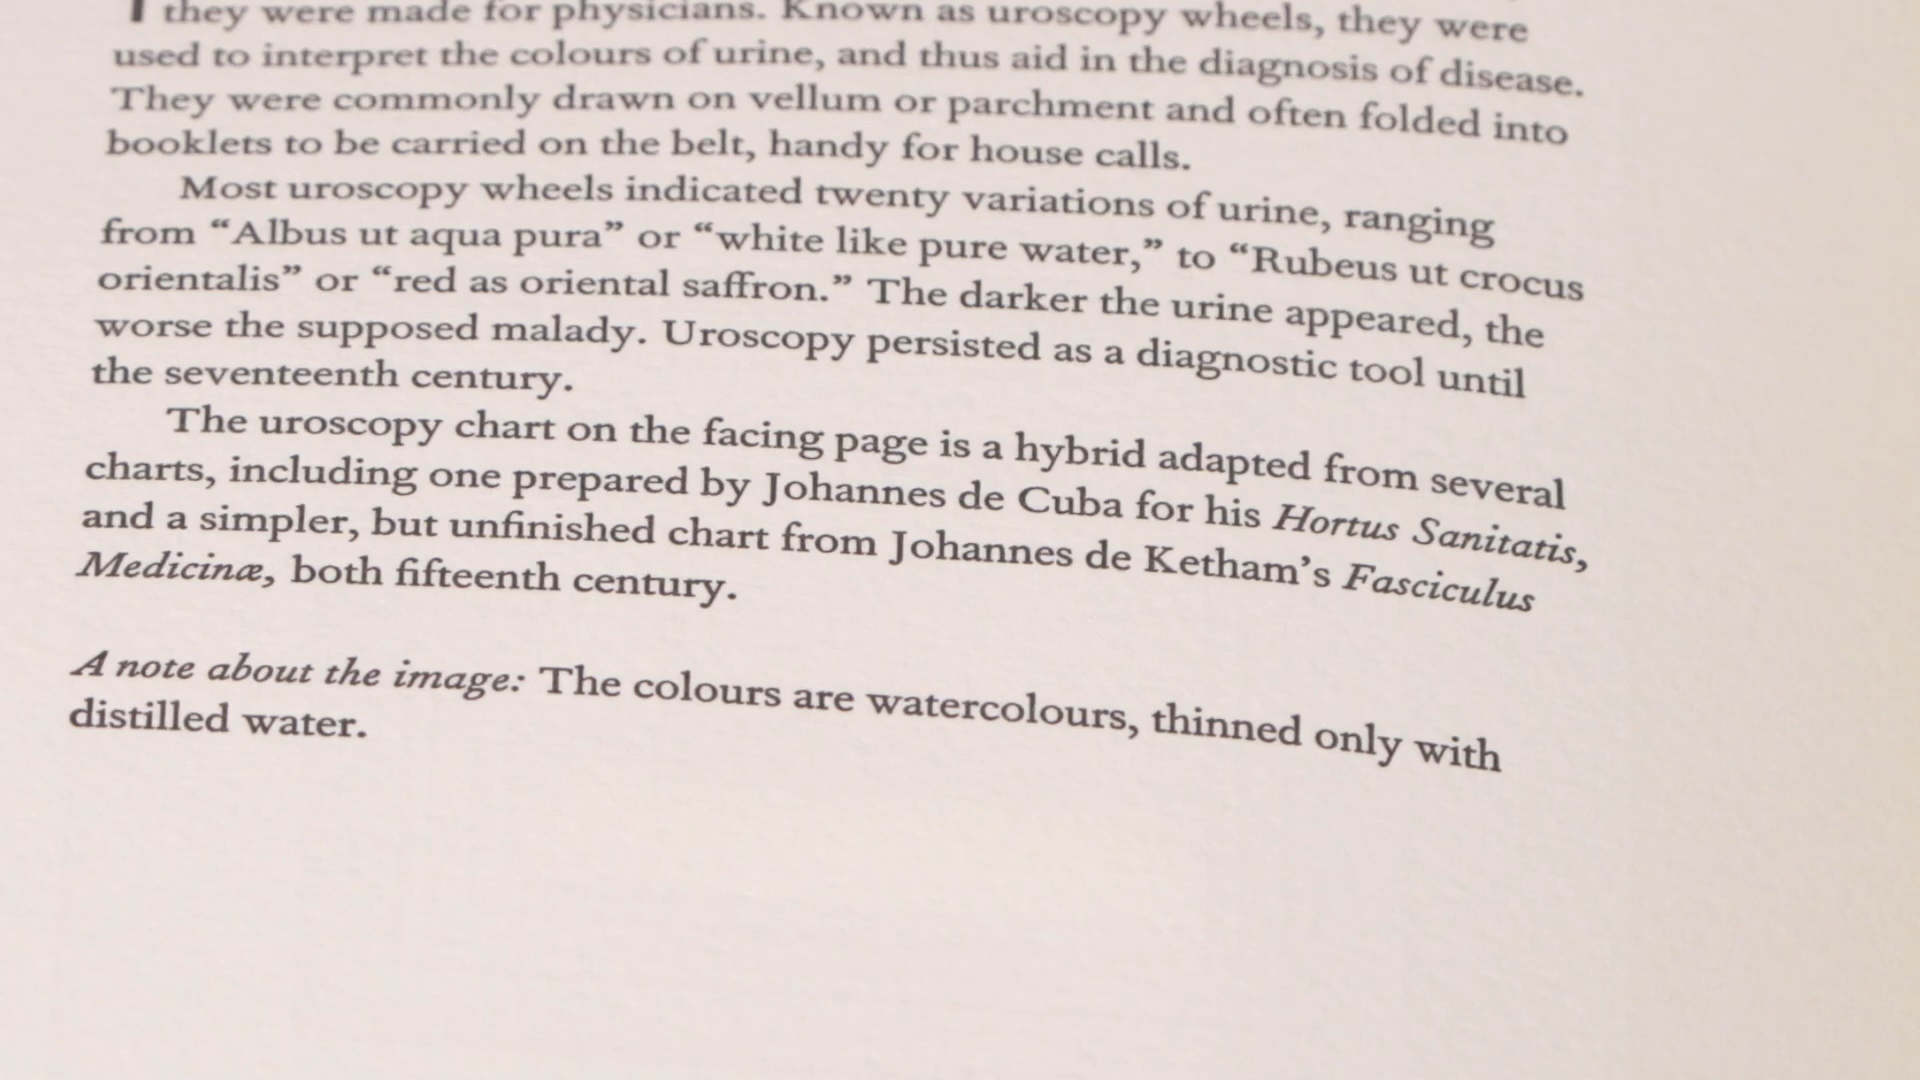 they were made for physicians. Known as uroscopy wheels, they were
used to interpret the colours of urine, and thus aid in the diagnosis of disease.
They were commonly drawn on vellum or parchment and often folded into
booklets to be carried on the belt, handy for house calls.
Most uroscopy wheels indicated twenty variations of urine, ranging
from “Albus ut aqua pura” or “white like pure water,” to “Rubeus ut crocus
orientalis” or “red as oriental saffron.” The darker the urine appeared, the
worse the supposed malady. Uroscopy persisted as a diagnostic tool until
the seventeenth century.
The uroscopy chart on the facing page is a hybrid adapted from several
charts, including one prepared by Johannes de Cuba for his Hortus Sanitatis,
and a simpler, but unfinished chart from Johannes de Ketham’s Fasciculus
Medicinæ, both fifteenth century.
A note about the image: The colours are watercolours, thinned only with
distilled water.